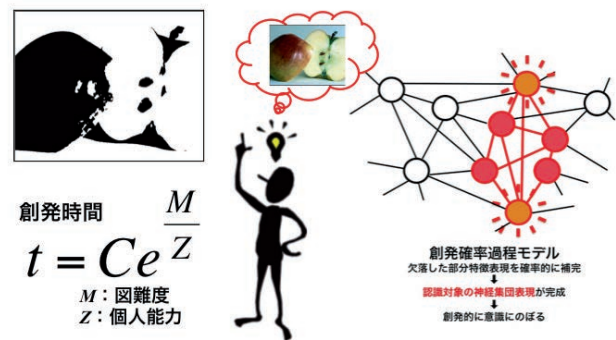 創発時間
t = Ce^{M/Z}
M：図難度
Z：個人能力
創発確率過程モデル
欠落した部分特徴表現を確率的に補完
認識対象の神経集団表現が完成
創発的に意識にのぼる